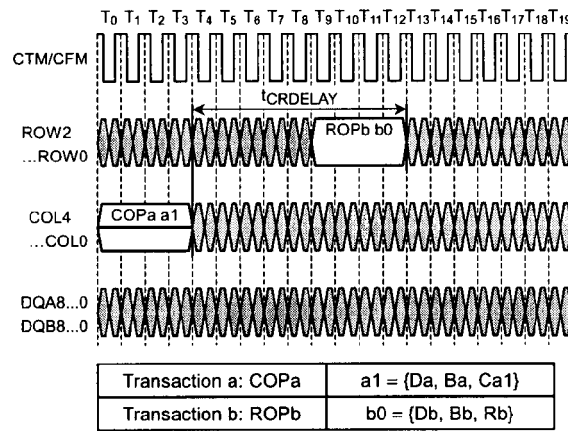 T0 T1 T2 T3 T4 T5 T6 T7 T8 T9 T10 T11 T12 T13 T14 T15 T16 T17 T18 T19
CTM/CFM
tCRDELAY
ROW2
...ROW0
ROPb b0
COL4
...COL0
COPa a1
DQA8...0
DQB8...0
Transaction a: COPa a1 = {Da, Ba, Ca1}
Transaction b: ROPb b0 = {Db, Bb, Rb}